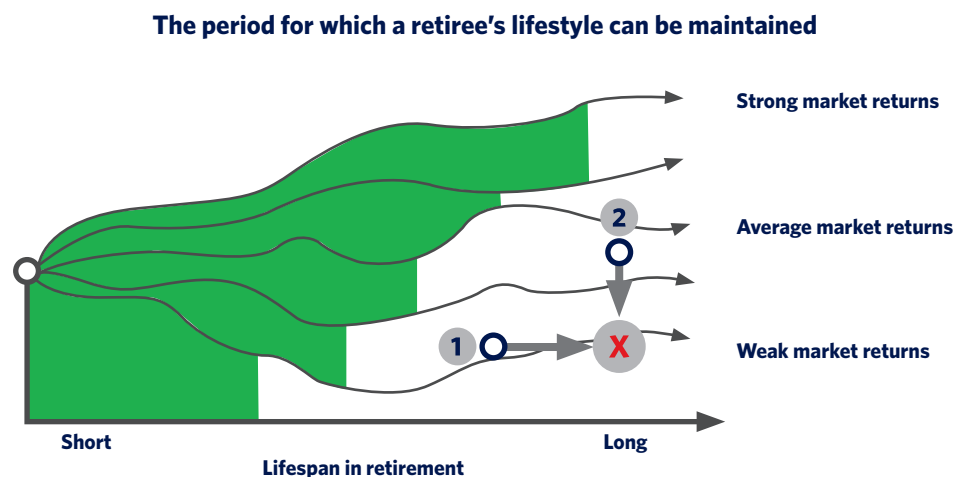 The period for which a retiree’s lifestyle can be maintained
Strong market returns
2
Average market returns
1
X
Weak market returns
Short
Long
Lifespan in retirement